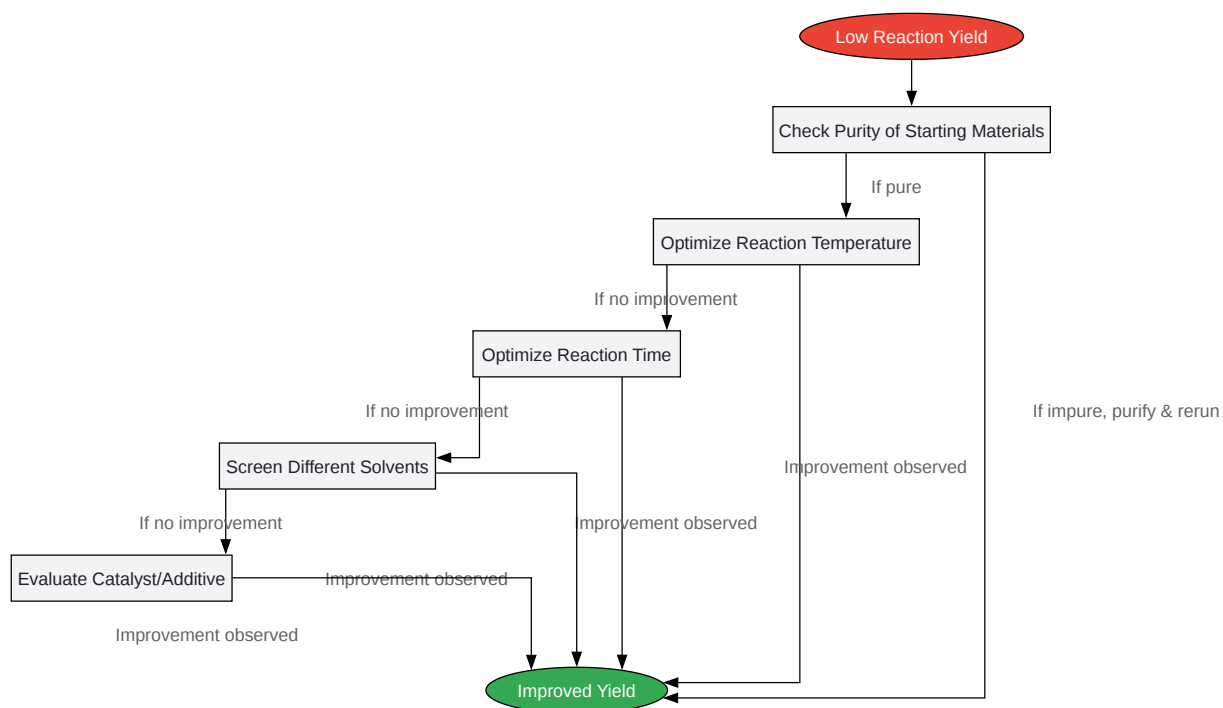 Low Reaction Yield
Check Purity of Starting Materials
If pure
Optimize Reaction Temperature
If no improvement
Optimize Reaction Time
If no improvement
If impure, purify & rerun
Screen Different Solvents
Improvement observed
If no improvement
Improvement observed
Evaluate Catalyst/Additive
Improvement observed
Improvement observed
Improved Yield